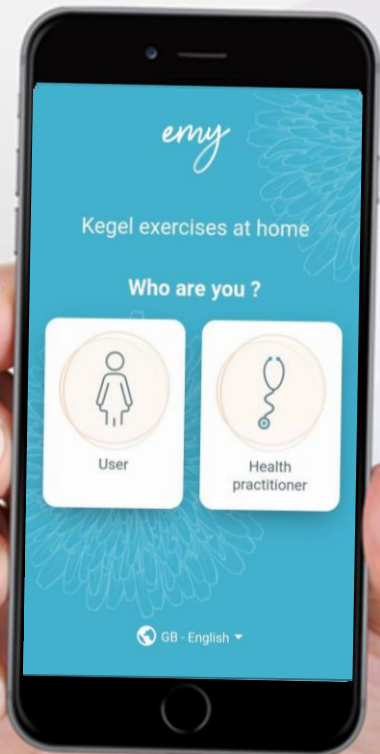 emy
Kegel exercises at home
Who are you ?
User
Health
practitioner
GB - English